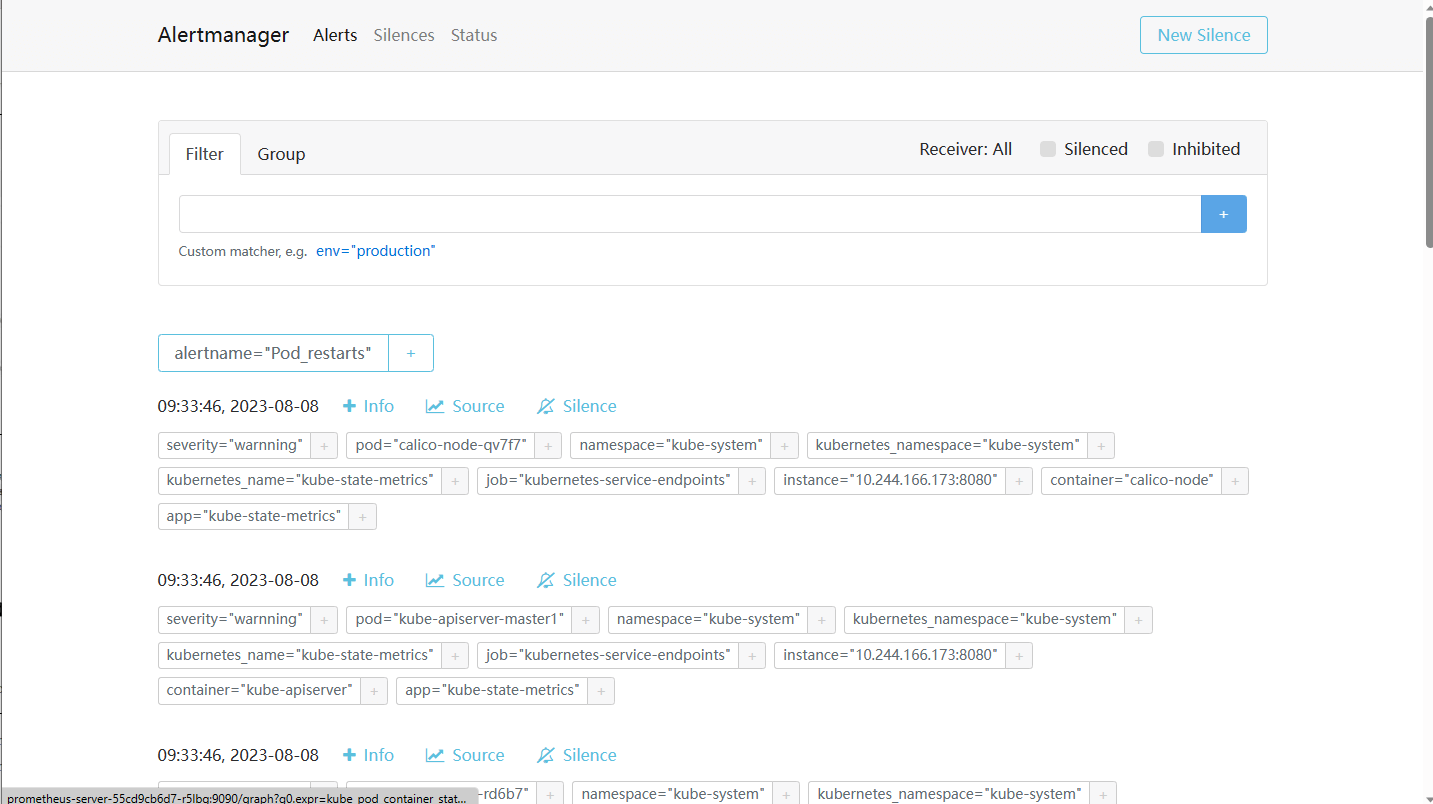 Alertmanager Alerts Silences Status New Silence
Filter Group Receiver: All Silenced Inhibited
+
Custom matcher, e.g. env="production"
alertname="Pod_restarts" +
09:33:46, 2023-08-08 + Info Source Silence
severity="warnning" + pod="calico-node-qv7f7" + namespace="kube-system" + kubernetes_namespace="kube-system" +
kubernetes_name="kube-state-metrics" + job="kubernetes-service-endpoints" + instance="10.244.166.173:8080" + container="calico-node" +
app="kube-state-metrics" +
09:33:46, 2023-08-08 + Info Source Silence
severity="warnning" + pod="kube-apiserver-master1" + namespace="kube-system" + kubernetes_namespace="kube-system" +
kubernetes_name="kube-state-metrics" + job="kubernetes-service-endpoints" + instance="10.244.166.173:8080" +
container="kube-apiserver" + app="kube-state-metrics" +
09:33:46, 2023-08-08 + Info Source Silence
-rd6b7" + namespace="kube-system" + kubernetes_namespace="kube-system" +
prometheus-server-55cd9cb6d7-r5lbq:9090/graph?g0.expr=kube_pod_container_stat...